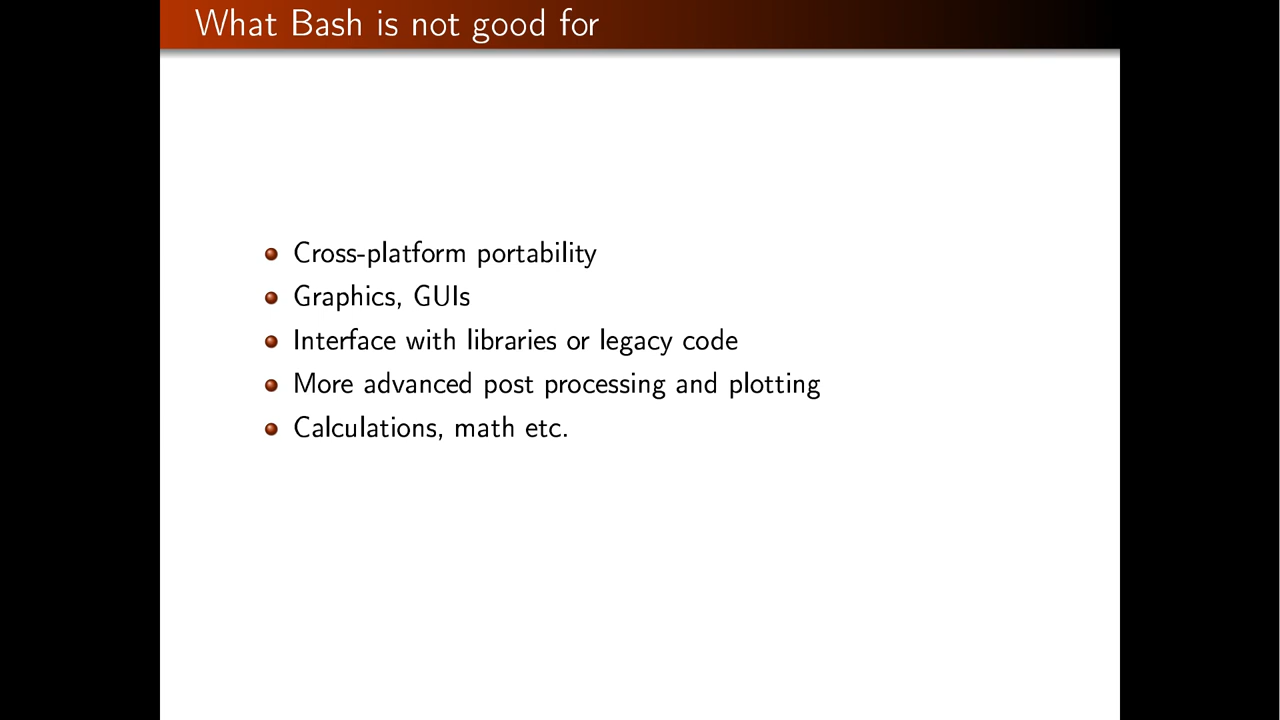 What Bash is not good for
Cross-platform portability
Graphics, GUIs
Interface with libraries or legacy code
More advanced post processing and plotting
Calculations, math etc.